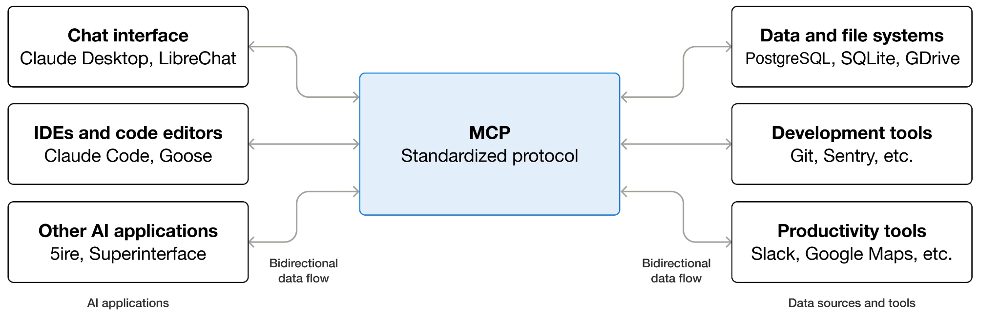 Chat interface
Claude Desktop, LibreChat
IDEs and code editors
Claude Code, Goose
Other AI applications
5ire, Superinterface
AI applications
Bidirectional
data flow
MCP
Standardized protocol
Bidirectional
data flow
Data and file systems
PostgreSQL, SQLite, GDrive
Development tools
Git, Sentry, etc.
Productivity tools
Slack, Google Maps, etc.
Data sources and tools